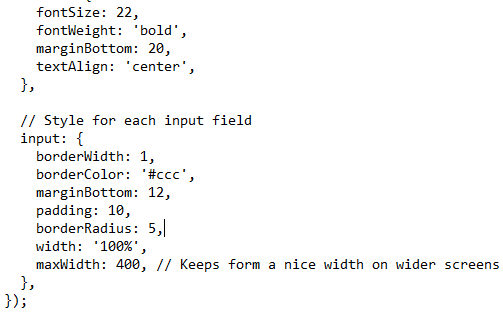 fontSize: 22,
fontWeight: 'bold',
marginBottom: 20,
textAlign: 'center',
},
// Style for each input field
input: {
borderWidth: 1,
borderColor: '#ccc',
marginBottom: 12,
padding: 10,
borderRadius: 5,
width: '100%',
maxWidth: 400, // Keeps form a nice width on wider screens
},
});